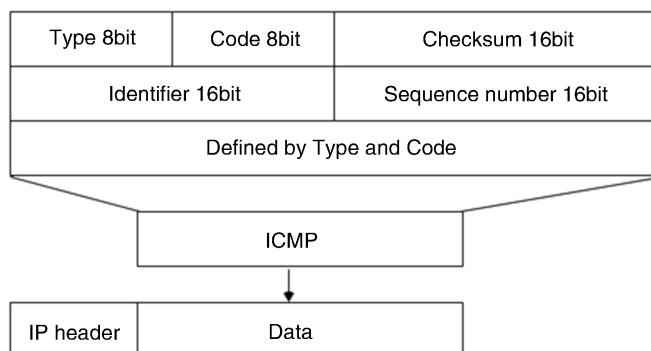 Type 8bit
Code 8bit
Checksum 16bit
Identifier 16bit
Sequence number 16bit
Defined by Type and Code
ICMP
IP header
Data